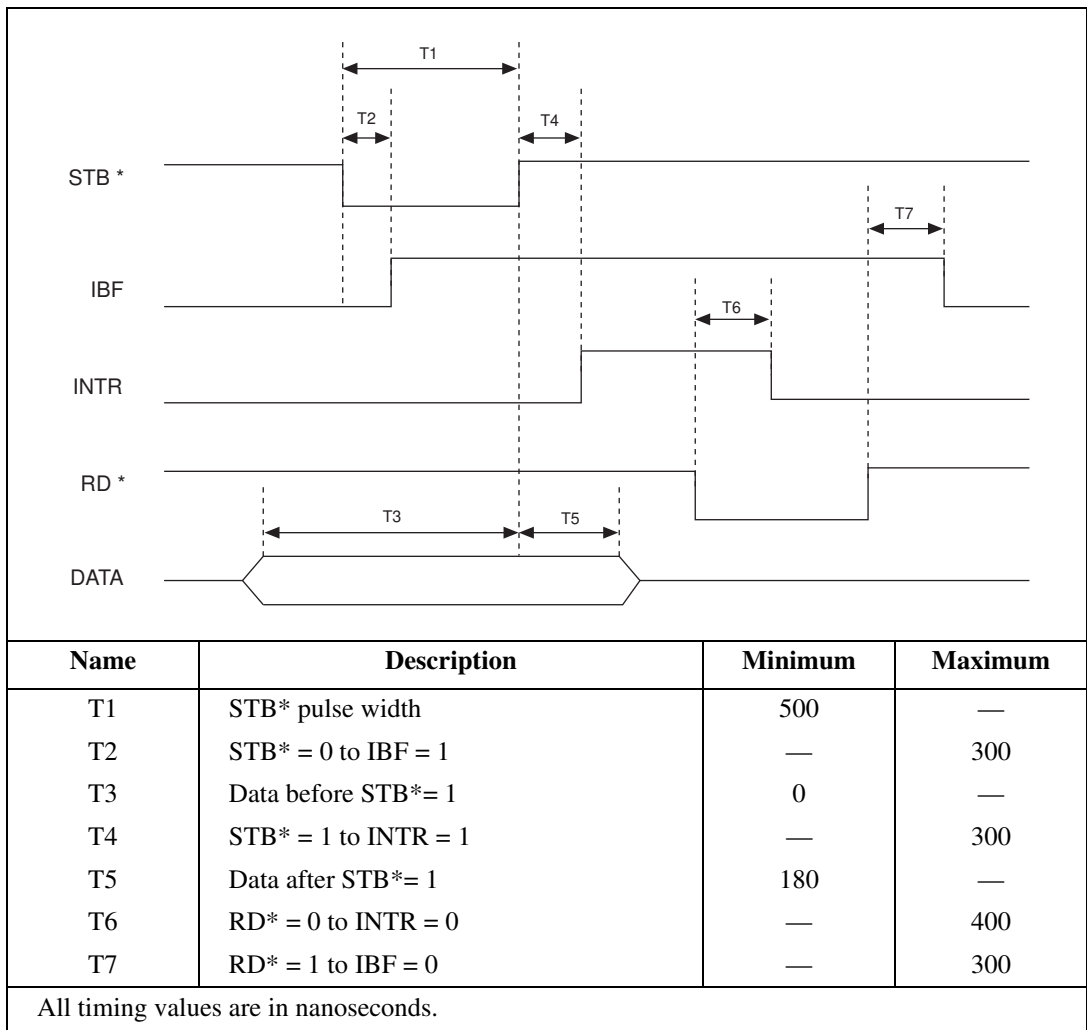 T1
T2
T4
STB *
T7
IBF
T6
INTR
RD *
T3
T5
DATA
Name Description Minimum Maximum
T1 STB* pulse width 500 —
T2 STB* = 0 to IBF = 1 — 300
T3 Data before STB*= 1 0 —
T4 STB* = 1 to INTR = 1 — 300
T5 Data after STB*= 1 180 —
T6 RD* = 0 to INTR = 0 — 400
T7 RD* = 1 to IBF = 0 — 300
All timing values are in nanoseconds.